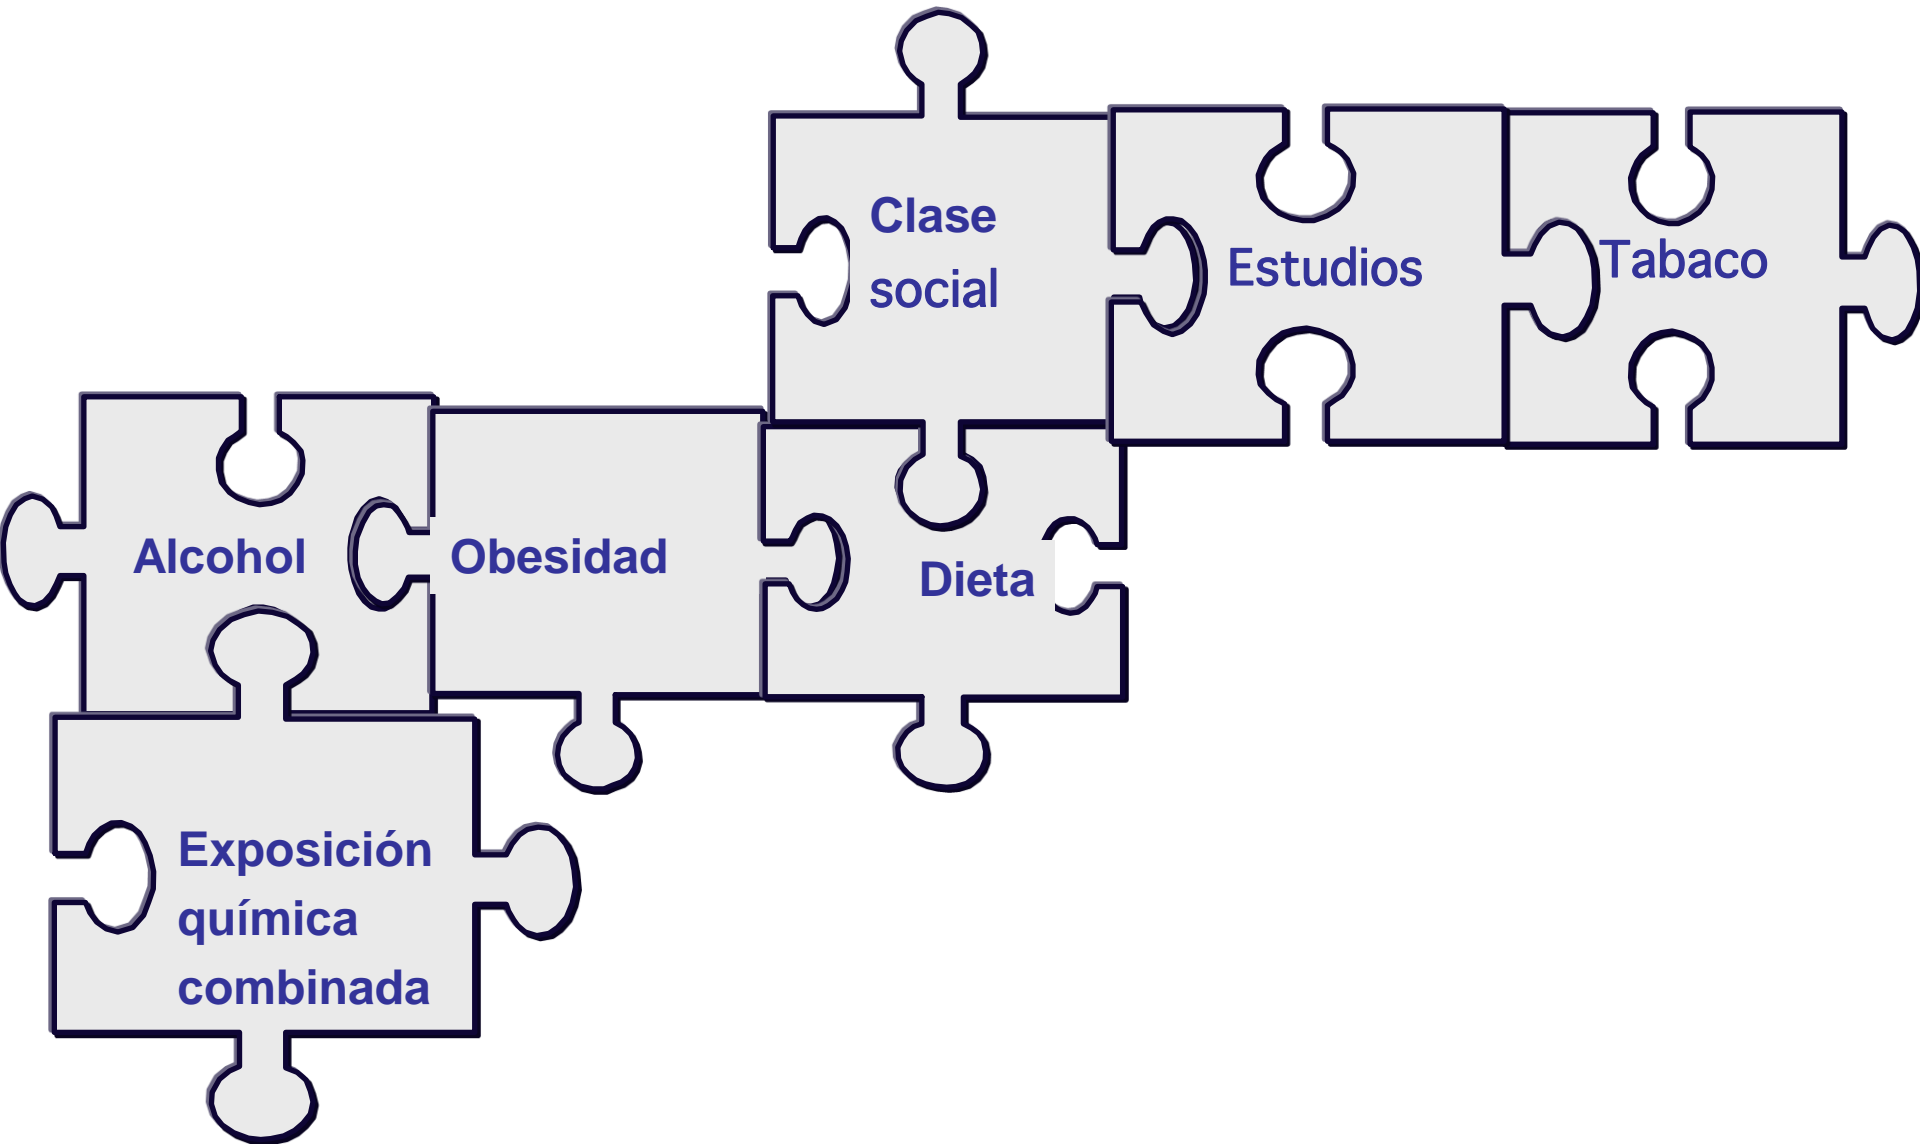 Clase
social
Estudios
Tabaco
Alcohol
Obesidad
Dieta
Exposición
química
combinada